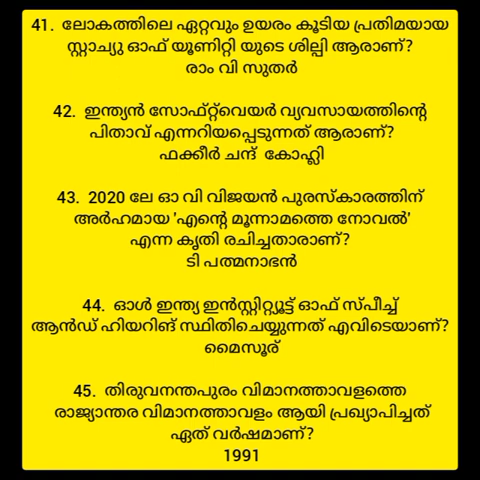 41. ലോകത്തിലെ ഏറ്റവും ഉയരം കൂടിയ പ്രതിമയായ
സ്റ്റാച്യു ഓഫ് യൂണിറ്റി യുടെ ശില്പി ആരാണ്?
രാം വി സുതർ
42. ഇന്ത്യൻ സോഫ്റ്റ്‌വെയർ വ്യവസായത്തിന്റെ
പിതാവ് എന്നറിയപ്പെടുന്നത് ആരാണ്?
ഫക്കീർ ചന്ദ് കോഹ്ലി
43. 2020 ലേ ഓ വി വിജയൻ പുരസ്കാരത്തിന്
അർഹമായ 'എന്റെ മൂന്നാമത്തെ നോവൽ'
എന്ന കൃതി രചിച്ചതാരാണ്?
ടി പത്മനാഭൻ
44. ഓൾ ഇന്ത്യ ഇൻസ്റ്റിറ്റ്യൂട്ട് ഓഫ് സ്പീച്ച്
ആൻഡ് ഹിയറിങ് സ്ഥിതിചെയ്യുന്നത് എവിടെയാണ്?
മൈസൂര്
45. തിരുവനന്തപുരം വിമാനത്താവളത്തെ
രാജ്യാന്തര വിമാനത്താവളം ആയി പ്രഖ്യാപിച്ചത്
ഏത് വർഷമാണ്?
1991